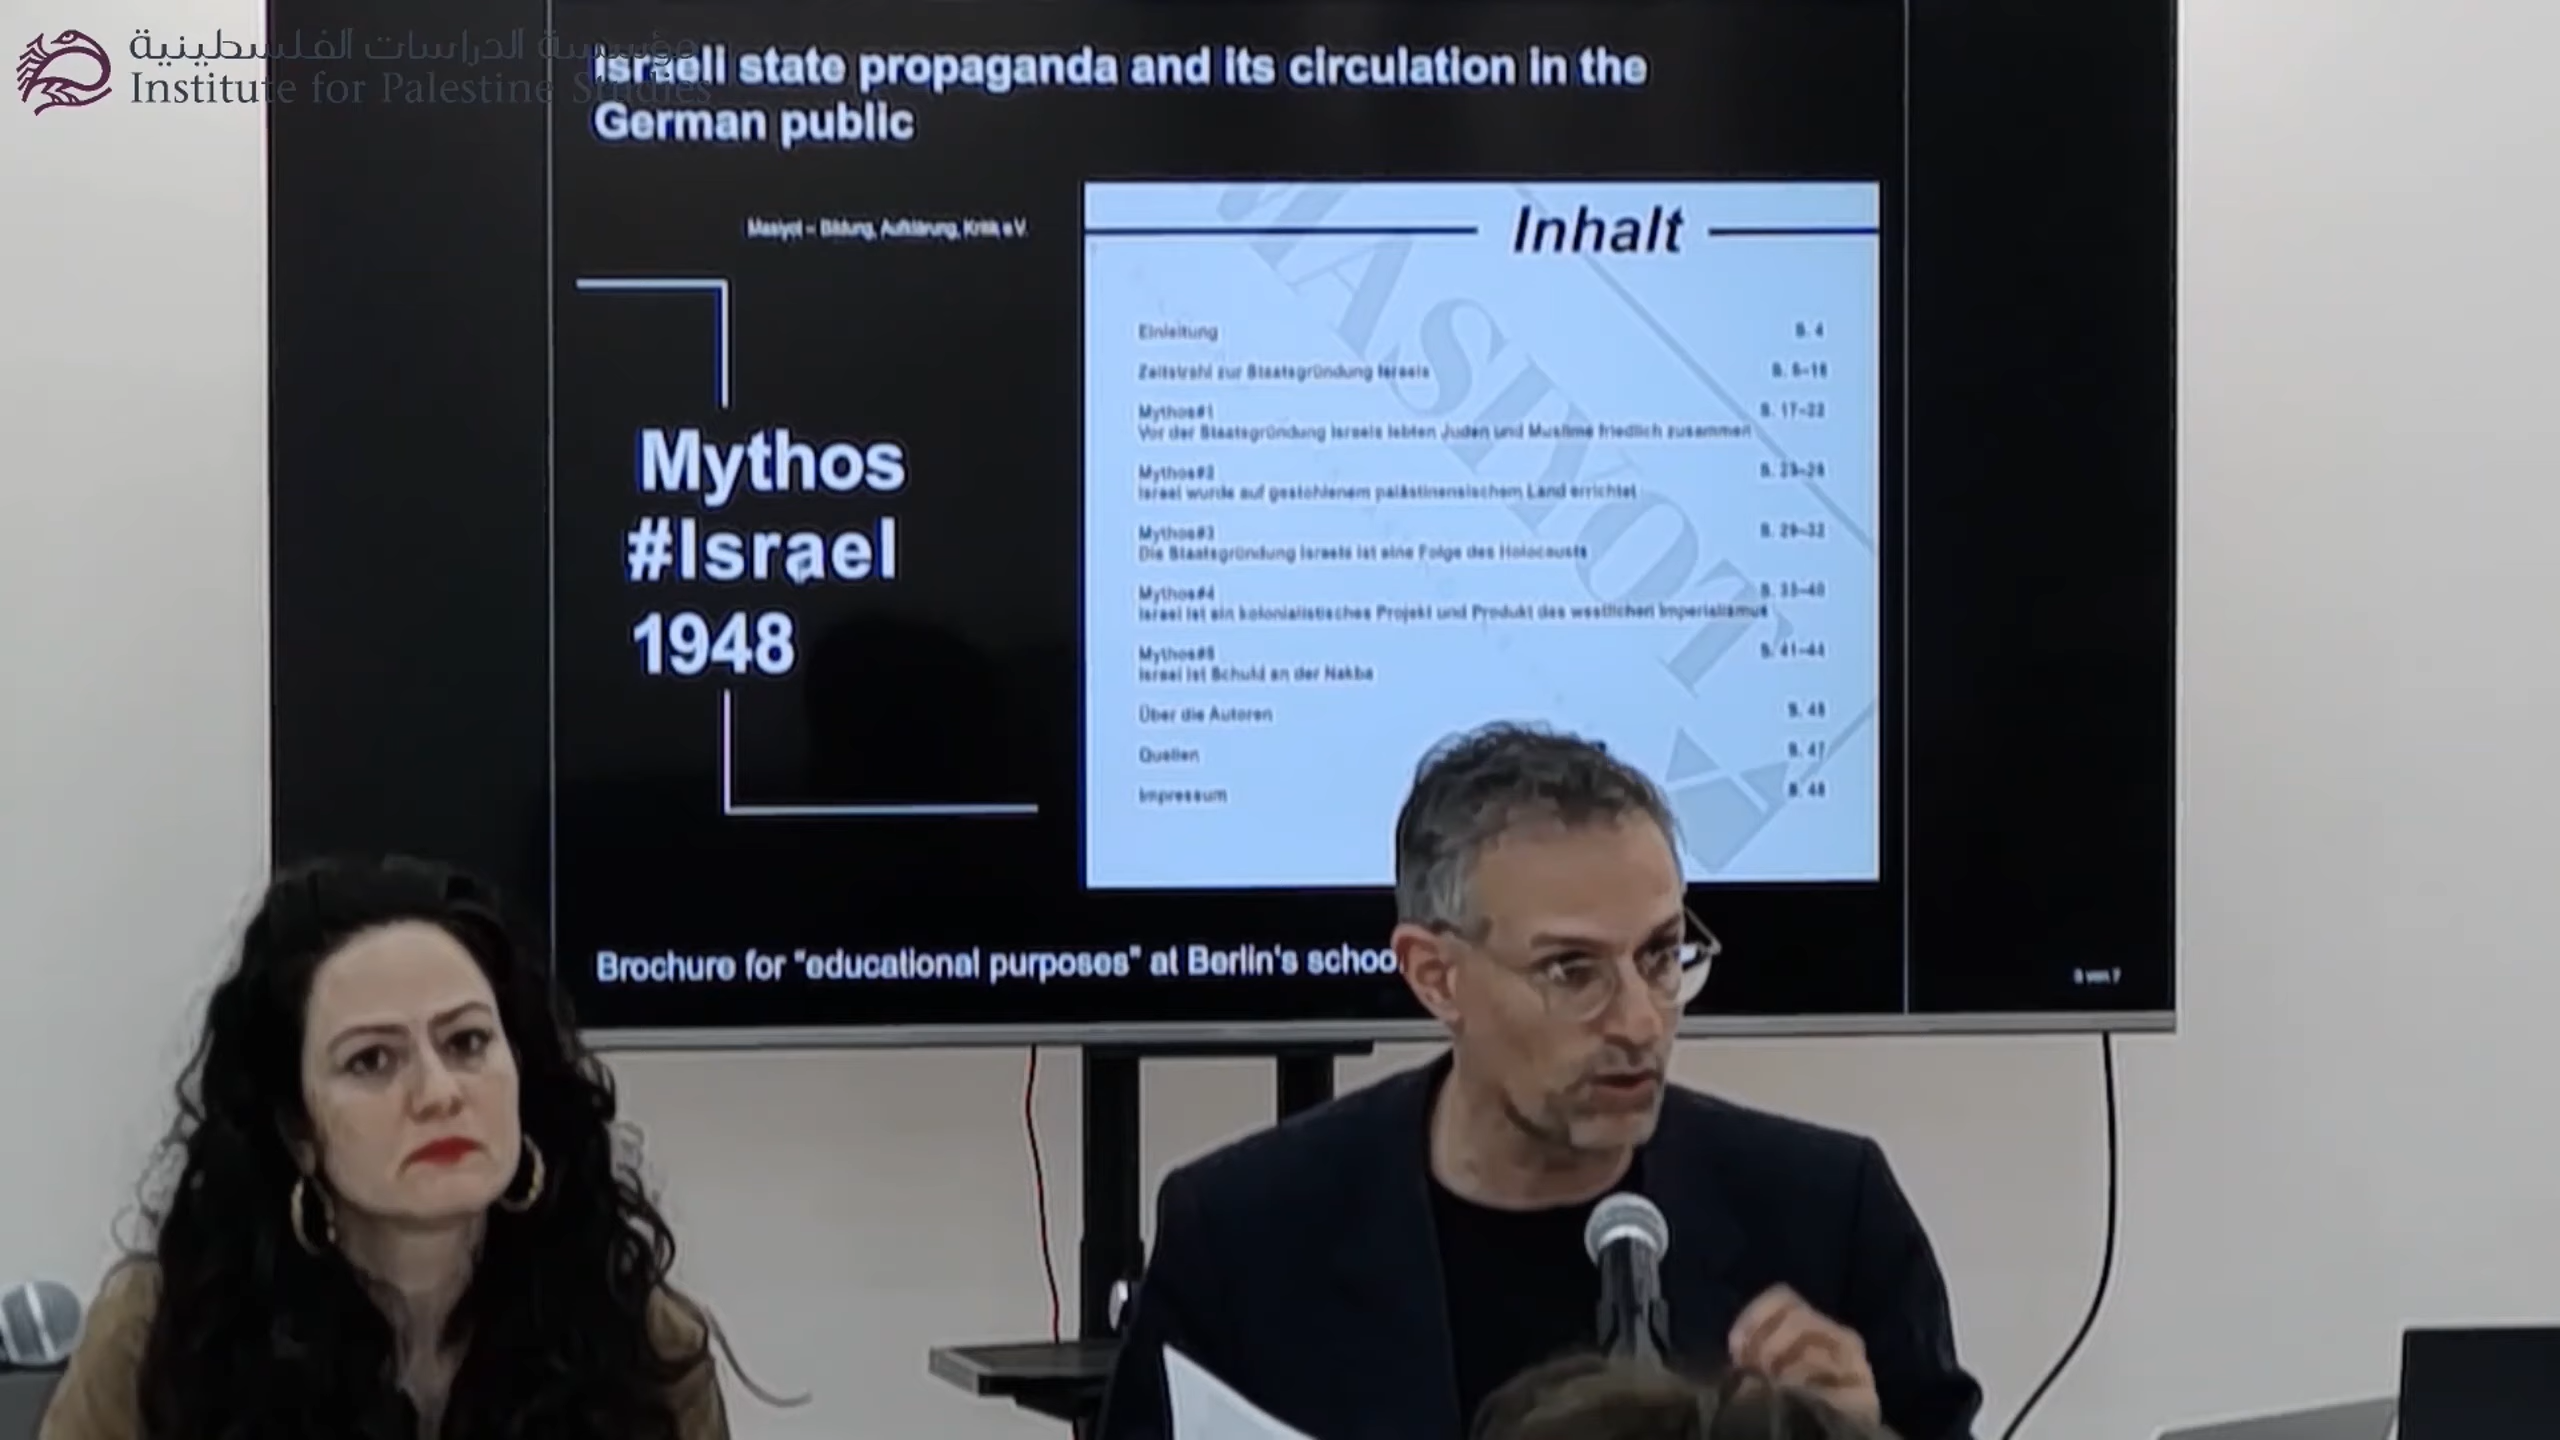 مؤسسة الدراسات الفلسطينية
Institute for Palestine Studies
Israeli state propaganda and its circulation in the
German public
Masiyot – Bildung, Aufklärung, Kritik e.V.
Mythos
#Israel
1948
Inhalt
Einleitung S. 4
Zeitstrahl zur Staatsgründung Israels
Mythos#1 S. 17–22
Vor der Staatsgründung Israels lebten Juden und Muslime friedlich zusammen
Mythos#2 S. 23–28
Israel wurde auf gestohlenem palästinensischem Land errichtet
Mythos#3 S. 29–32
Die Staatsgründung Israels ist eine Folge des Holocausts
Mythos#4 S. 33–40
Israel ist ein kolonialistisches Projekt und Produkt des westlichen Imperialismus
Mythos#5 S. 41–44
Israel ist Schuld an der Nakba
Über die Autoren
Quellen S. 47
Impressum S. 48
MASIYOT
Brochure for "educational purposes" at Berlin's
von 7